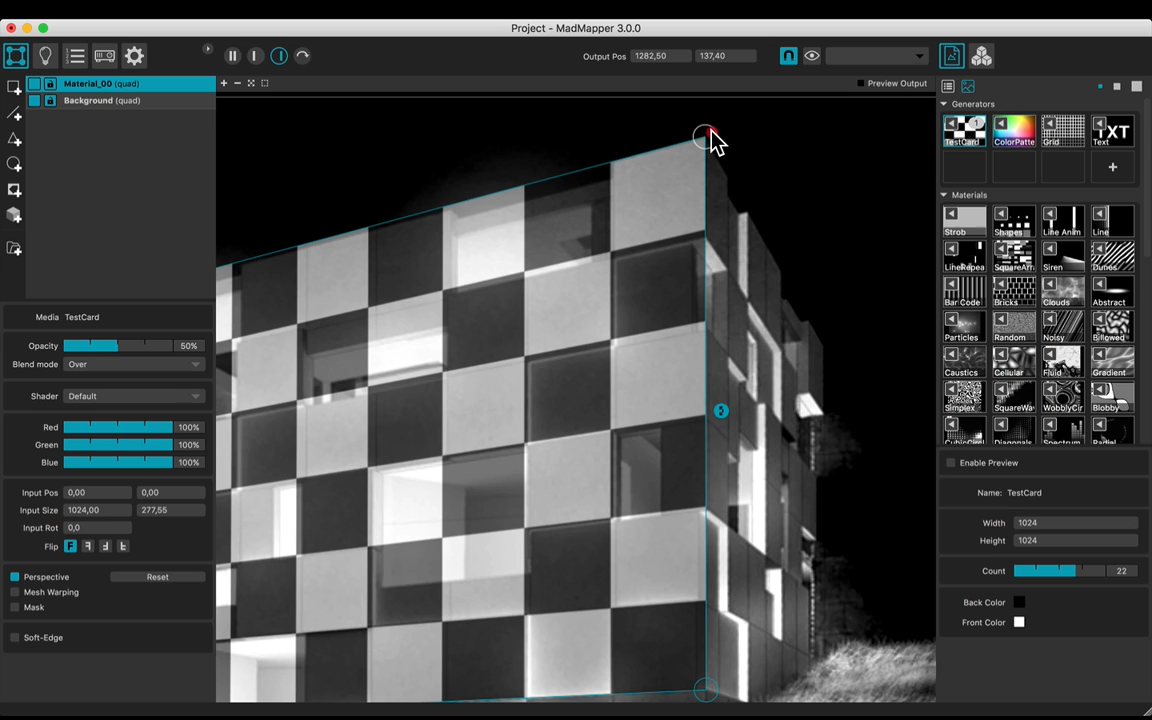 Project - MadMapper 3.0.0
Output Pos 1282,50 137,40
Material_00 (quad)
Background (quad)
Preview Output
Generators
TestCard ColorPatte Grid Text
TXT
Materials
Strob Shapes Line Anim Line
LineRepea SquareArr Siren Dunes
Bar Code Bricks Clouds Abstract
Particles Random Noisy Billowed
Caustics Cellular Fluid Gradient
Simplex SquareWa WobblyCir Blobby
CubicCircl Diagonals Spectrum Radial
Media TestCard
Opacity 50%
Blend mode Over
Shader Default
Red 100%
Green 100%
Blue 100%
Input Pos 0,00 0,00
Input Size 1024,00 277,55
Input Rot 0,0
Flip
Perspective Reset
Mesh Warping
Mask
Soft-Edge
Enable Preview
Name: TestCard
Width 1024
Height 1024
Count 22
Back Color
Front Color